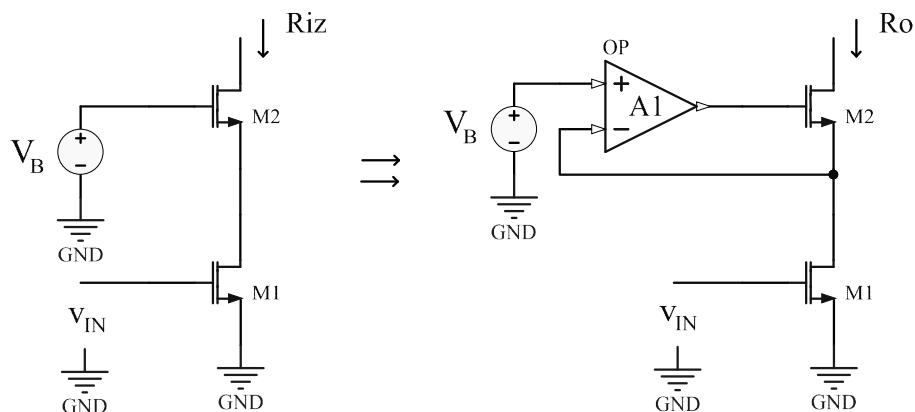 Riz
M2
V_B
+
−
GND
M1
v_IN
GND
GND
Ro
OP
+
A1
−
M2
V_B
+
−
GND
M1
v_IN
GND
GND